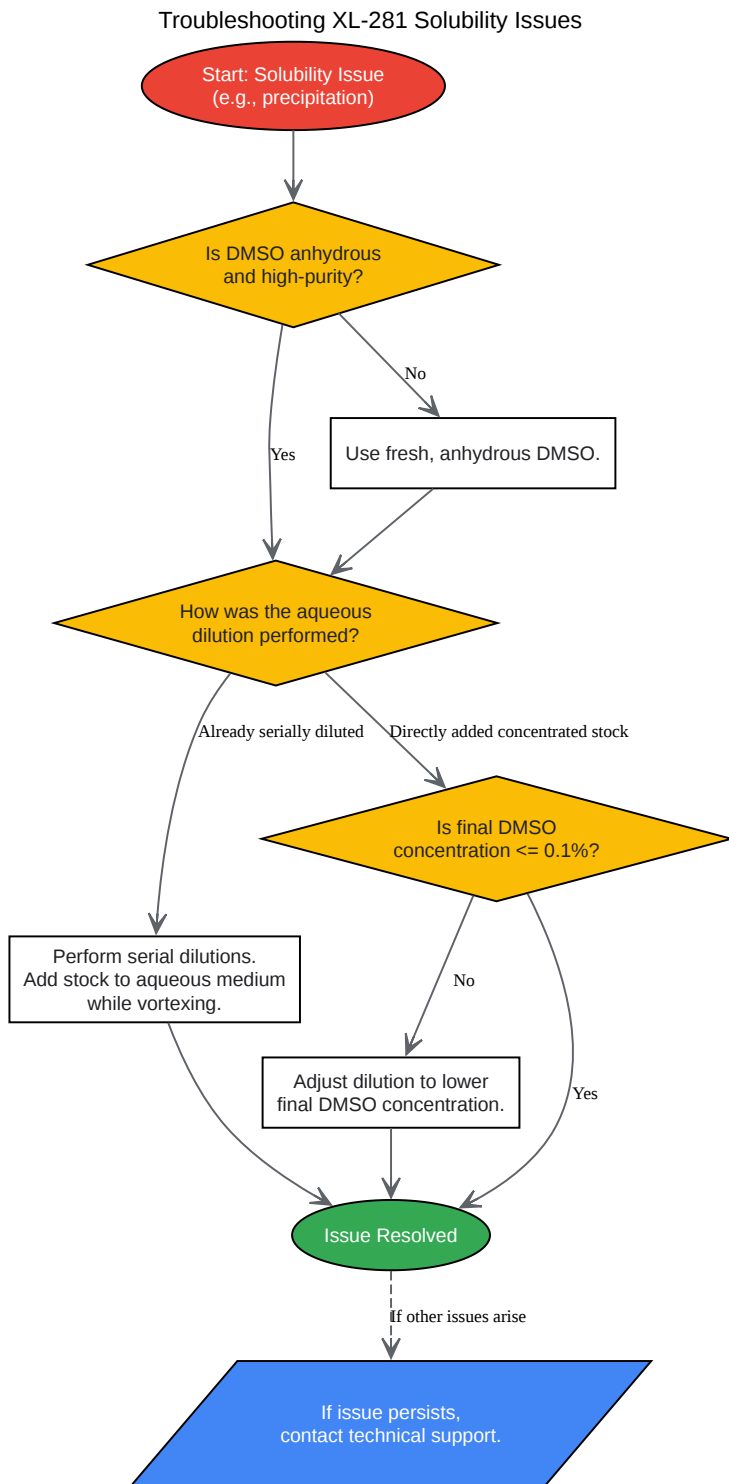 Troubleshooting XL-281 Solubility Issues
Start: Solubility Issue
(e.g., precipitation)
Is DMSO anhydrous
and high-purity?
No
Yes
Use fresh, anhydrous DMSO.
How was the aqueous
dilution performed?
Already serially diluted
Directly added concentrated stock
Is final DMSO
concentration <= 0.1%?
Perform serial dilutions.
Add stock to aqueous medium
while vortexing.
No
Adjust dilution to lower
final DMSO concentration.
Yes
Issue Resolved
If other issues arise
If issue persists,
contact technical support.